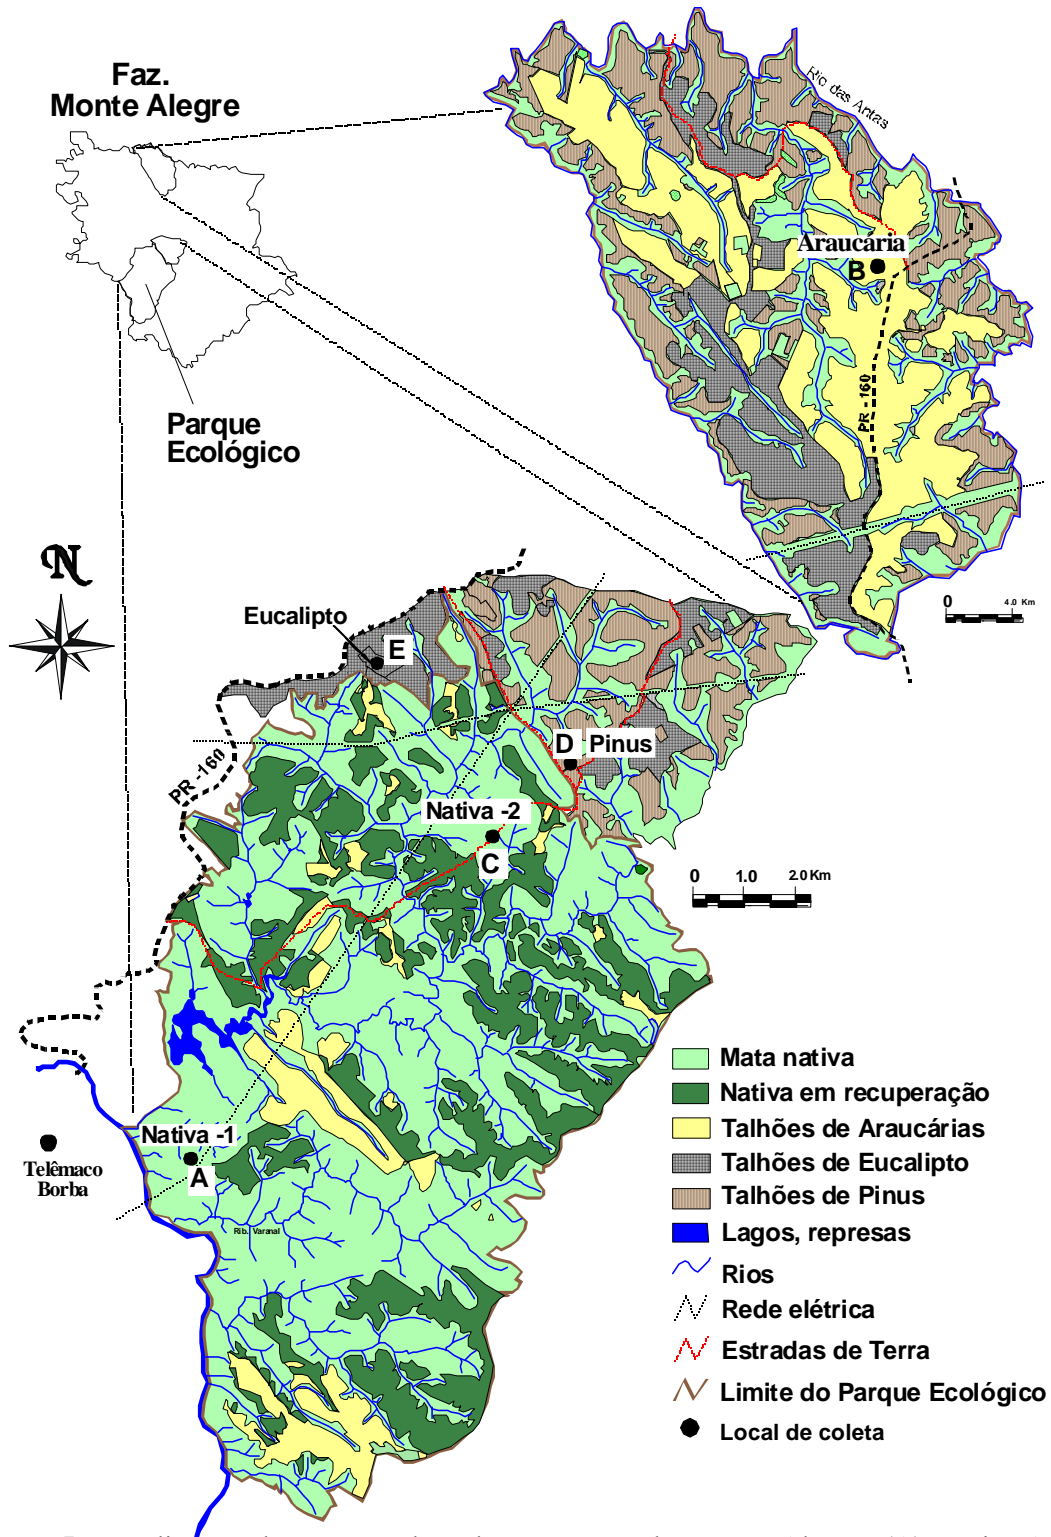 Faz.
Monte Alegre
Rio das Antas
Araucária
B
PR -160
Parque
Ecológico
N
0 4.0 Km
Eucalipto
E
D Pinus
PR -160
Nativa -2
C
0 1.0 2.0 Km
Nativa -1
A
Telêmaco
Borba
Rib. Varanal
Mata nativa
Nativa em recuperação
Talhões de Araucárias
Talhões de Eucalipto
Talhões de Pinus
Lagos, represas
Rios
Rede elétrica
Estradas de Terra
Limite do Parque Ecológico
Local de coleta